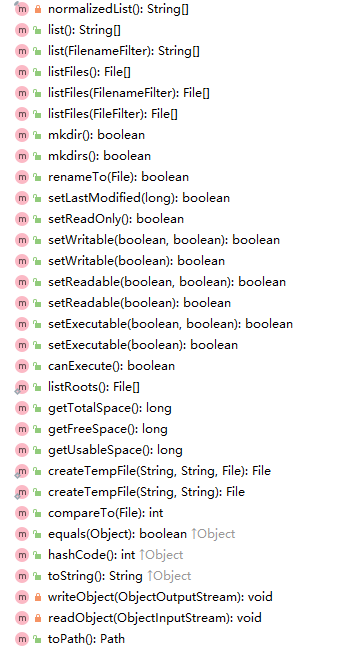 m normalizedList(): String[]
m list(): String[]
m list(FilenameFilter): String[]
m listFiles(): File[]
m listFiles(FilenameFilter): File[]
m listFiles(FileFilter): File[]
m mkdir(): boolean
m mkdirs(): boolean
m renameTo(File): boolean
m setLastModified(long): boolean
m setReadOnly(): boolean
m setWritable(boolean, boolean): boolean
m setWritable(boolean): boolean
m setReadable(boolean, boolean): boolean
m setReadable(boolean): boolean
m setExecutable(boolean, boolean): boolean
m setExecutable(boolean): boolean
m canExecute(): boolean
m listRoots(): File[]
m getTotalSpace(): long
m getFreeSpace(): long
m getUsableSpace(): long
m createTempFile(String, String, File): File
m createTempFile(String, String): File
m compareTo(File): int
m equals(Object): boolean ↑Object
m hashCode(): int ↑Object
m toString(): String ↑Object
m writeObject(ObjectOutputStream): void
m readObject(ObjectInputStream): void
m toPath(): Path